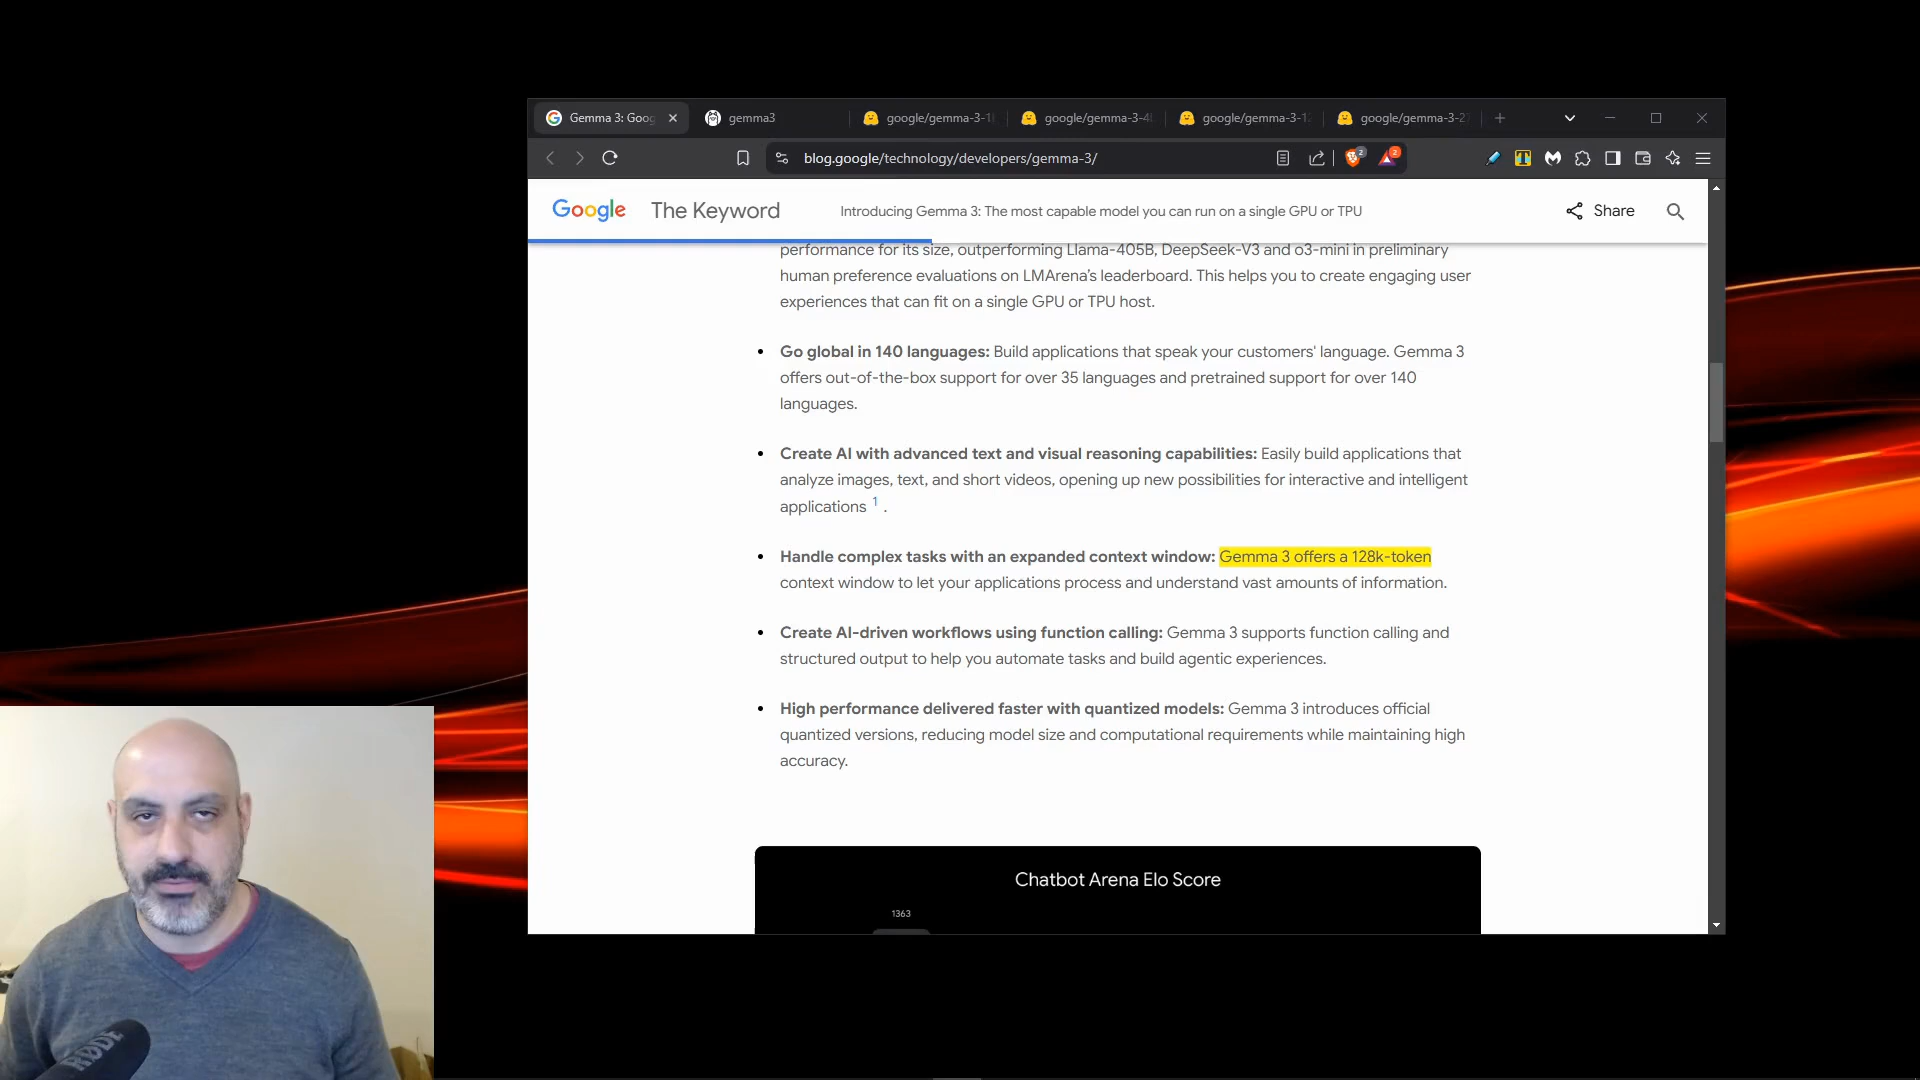 Gemma 3: Goog
gemma3
google/gemma-3-1
google/gemma-3-4
google/gemma-3-12
google/gemma-3-27
blog.google/technology/developers/gemma-3/
2
2
Google
The Keyword
Introducing Gemma 3: The most capable model you can run on a single GPU or TPU
Share
performance for its size, outperforming Llama-405B, DeepSeek-V3 and o3-mini in preliminary
human preference evaluations on LMArena’s leaderboard. This helps you to create engaging user
experiences that can fit on a single GPU or TPU host.
Go global in 140 languages: Build applications that speak your customers' language. Gemma 3
offers out-of-the-box support for over 35 languages and pretrained support for over 140
languages.
Create AI with advanced text and visual reasoning capabilities: Easily build applications that
analyze images, text, and short videos, opening up new possibilities for interactive and intelligent
applications 1 .
Handle complex tasks with an expanded context window: Gemma 3 offers a 128k-token
context window to let your applications process and understand vast amounts of information.
Create AI-driven workflows using function calling: Gemma 3 supports function calling and
structured output to help you automate tasks and build agentic experiences.
High performance delivered faster with quantized models: Gemma 3 introduces official
quantized versions, reducing model size and computational requirements while maintaining high
accuracy.
Chatbot Arena Elo Score
1363
RODE